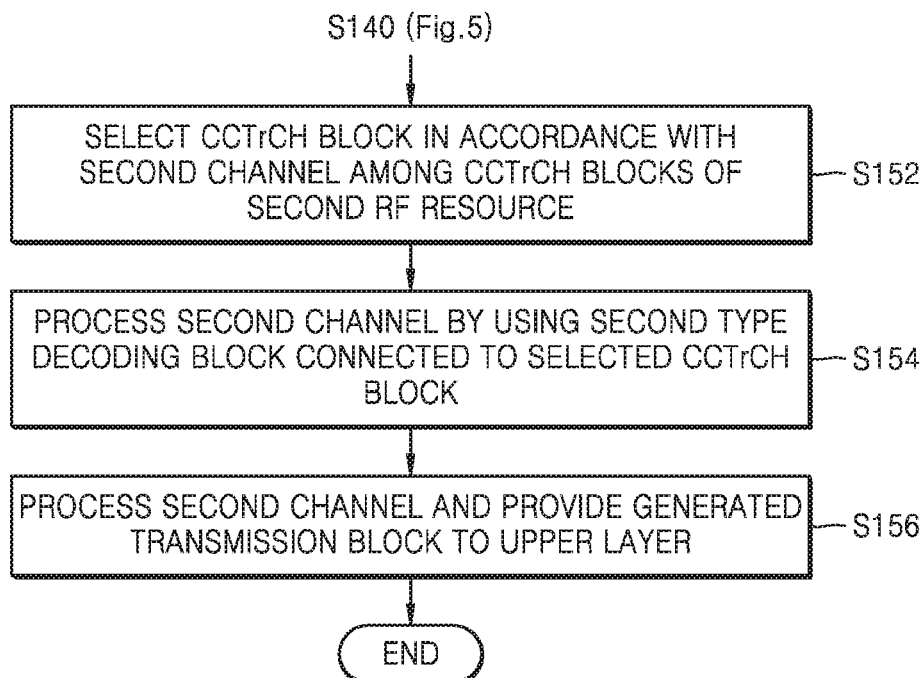 S140 (Fig.5)
SELECT CCTrCH BLOCK IN ACCORDANCE WITH
SECOND CHANNEL AMONG CCTrCH BLOCKS OF
SECOND RF RESOURCE
S152
PROCESS SECOND CHANNEL BY USING SECOND TYPE
DECODING BLOCK CONNECTED TO SELECTED CCTrCH
BLOCK
S154
PROCESS SECOND CHANNEL AND PROVIDE GENERATED
TRANSMISSION BLOCK TO UPPER LAYER
S156
END